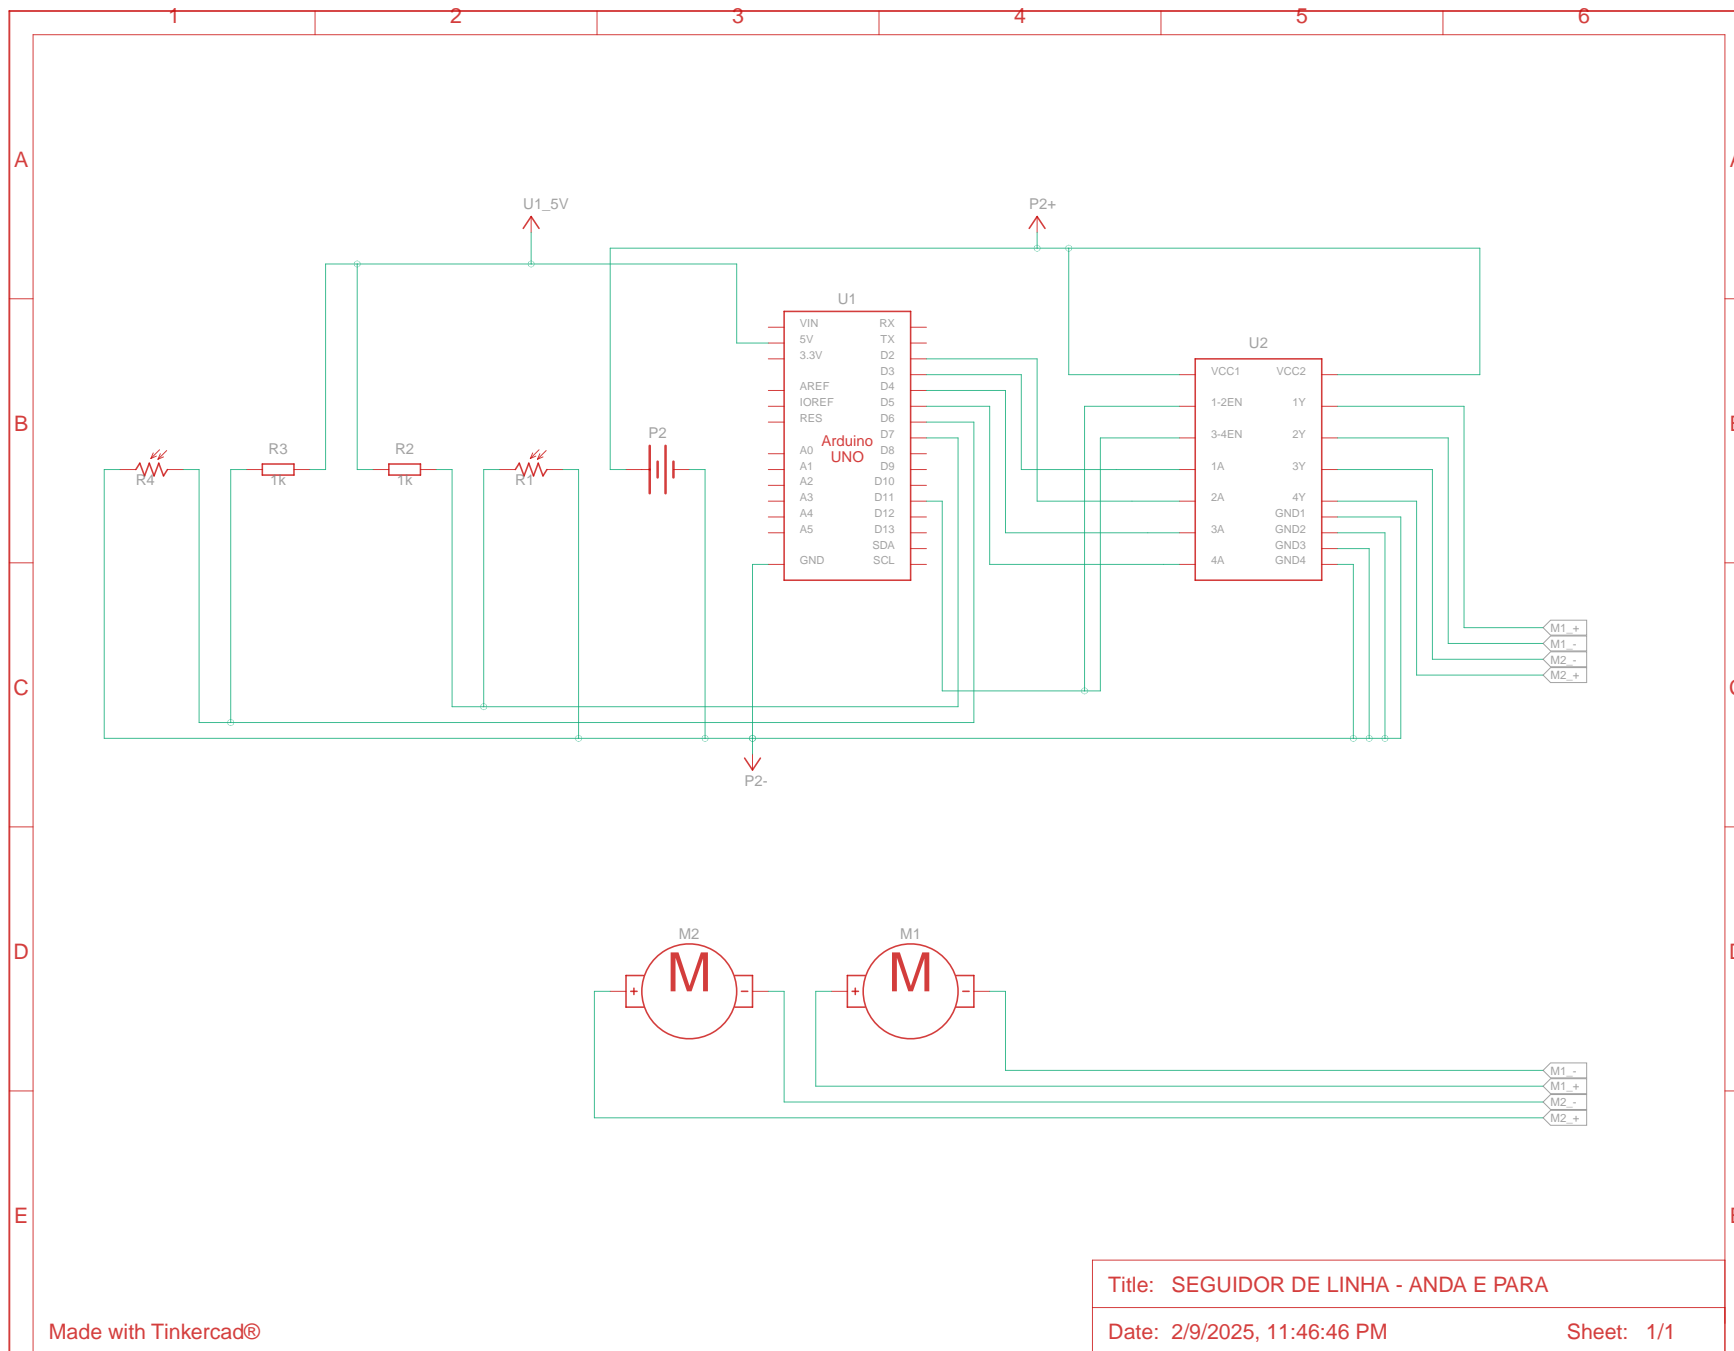 1 2 3 4 5 6
A
U1_5V P2+
U1
U2
B
R4
R3
1k
R2
1k
R1
P2
VIN RX
5V TX
3.3V D2
D3
AREF D4
IOREF D5
RES D6
D7
Arduino
UNO
A0 D8
A1 D9
A2 D10
A3 D11
A4 D12
A5 D13
SDA
GND SCL
VCC1 VCC2
1-2EN 1Y
3-4EN 2Y
1A 3Y
2A 4Y
GND1
3A GND2
GND3
4A GND4
M1_+
M1_-
M2_-
M2_+
C
P2-
D
M2 M1
M M
+ - + -
M1_-
M1_+
M2_-
M2_+
E
Title: SEGUIDOR DE LINHA - ANDA E PARA
Made with Tinkercad®
Date: 2/9/2025, 11:46:46 PM Sheet: 1/1